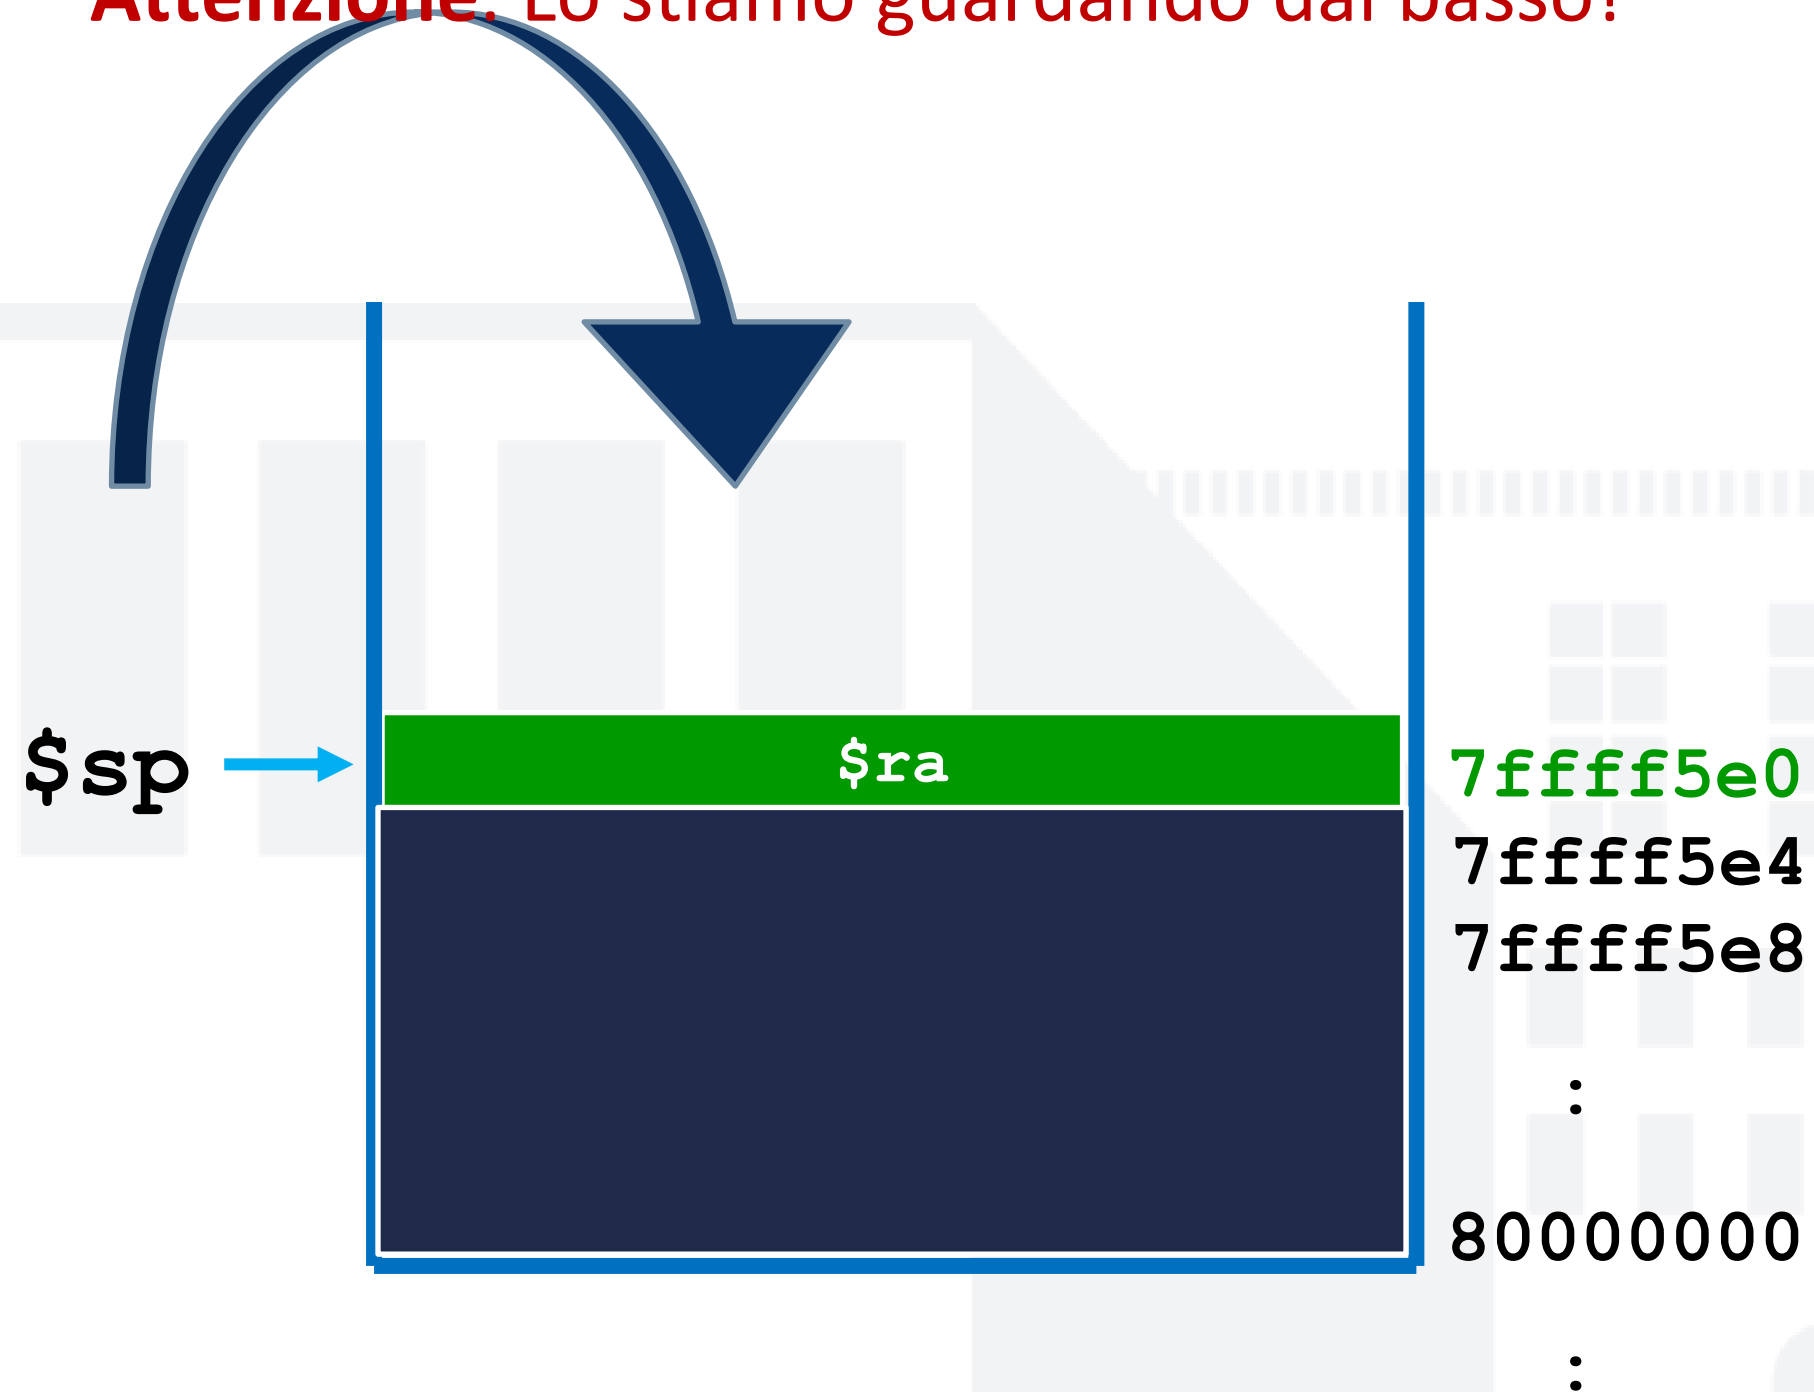 Attenzione: Lo stiamo guardando dal basso!
$ra
$sp
7ffff5e0
7ffff5e4
7ffff5e8
:
80000000
: